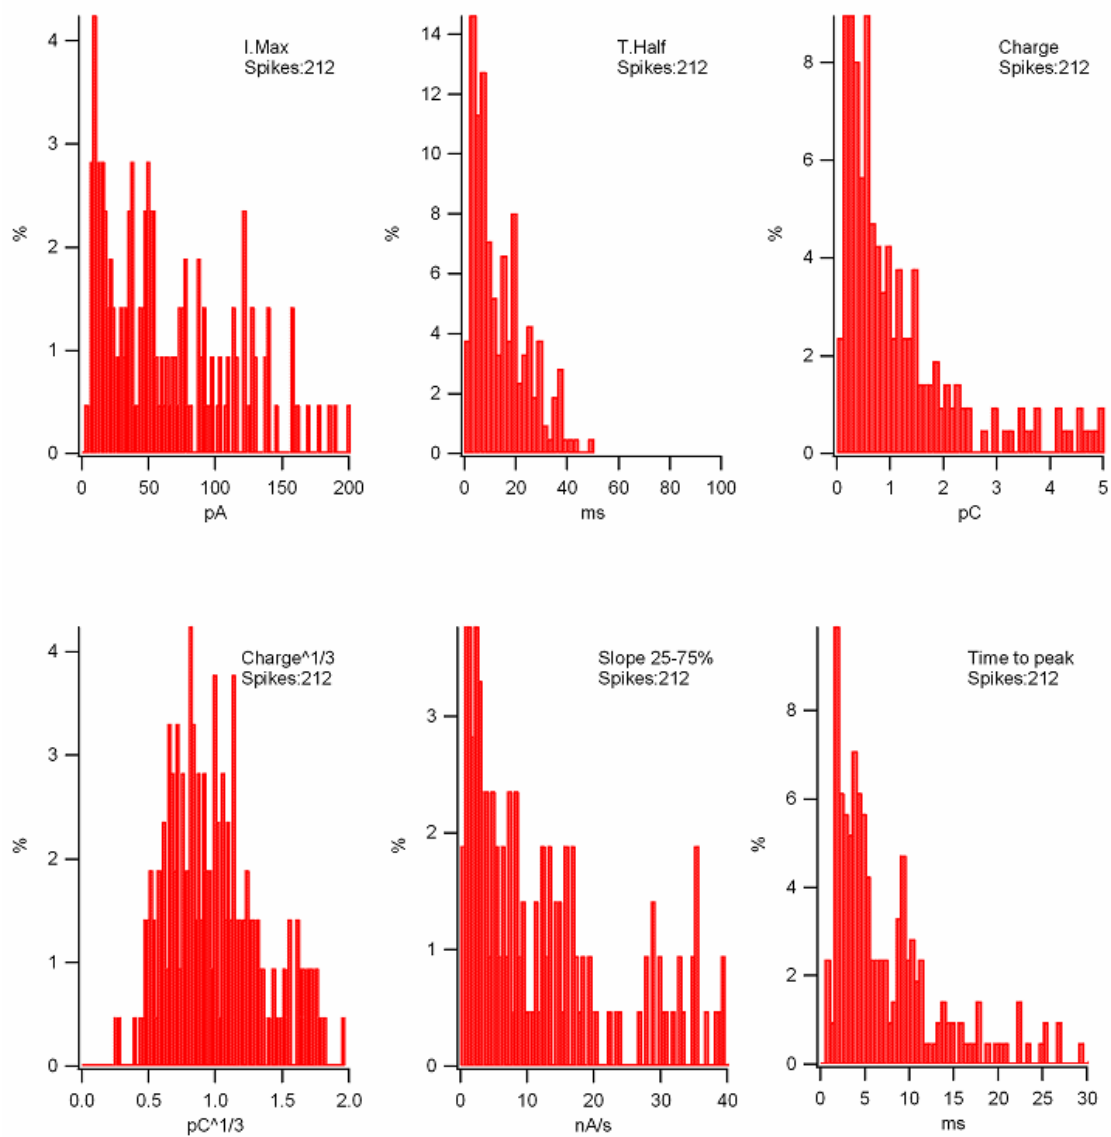 I.Max
Spikes:212
%
4
3
2
1
0
0 50 100 150 200
pA
T.Half
Spikes:212
%
14
12
10
8
6
4
2
0
0 20 40 60 80 100
ms
Charge
Spikes:212
%
8
6
4
2
0
0 1 2 3 4 5
pC
Charge^1/3
Spikes:212
%
4
3
2
1
0
0.0 0.5 1.0 1.5 2.0
pC^1/3
Slope 25-75%
Spikes:212
%
3
2
1
0
0 10 20 30 40
nA/s
Time to peak
Spikes:212
%
8
6
4
2
0
0 5 10 15 20 25 30
ms